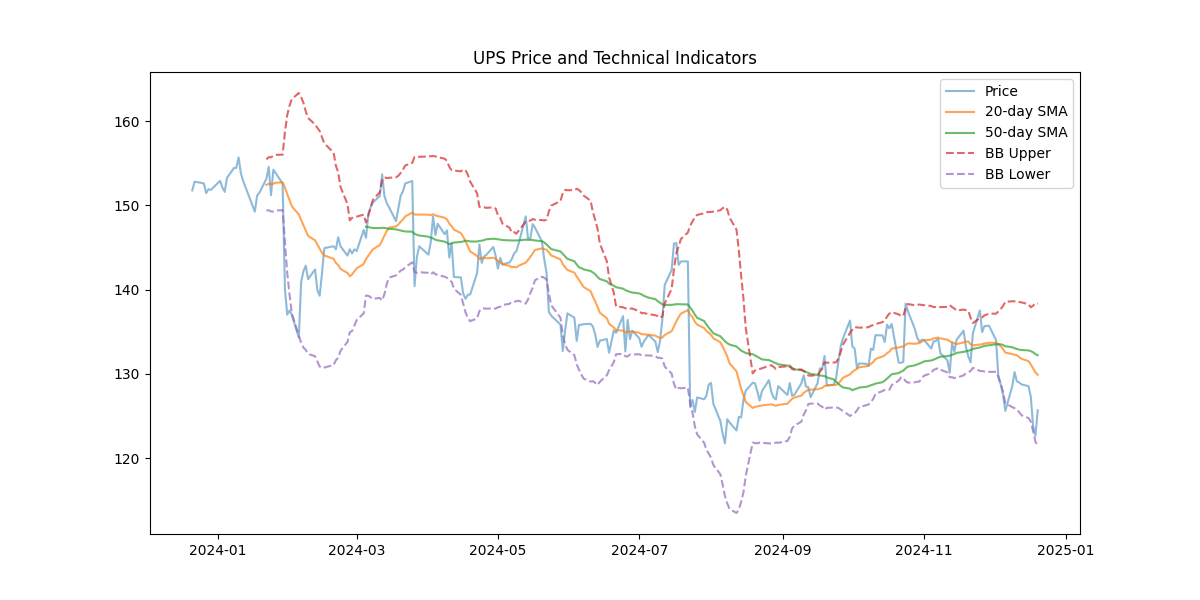 UPS Price and Technical Indicators
Price
20-day SMA
50-day SMA
BB Upper
BB Lower
160
150
140
130
120
2024-01
2024-03
2024-05
2024-07
2024-09
2024-11
2025-01